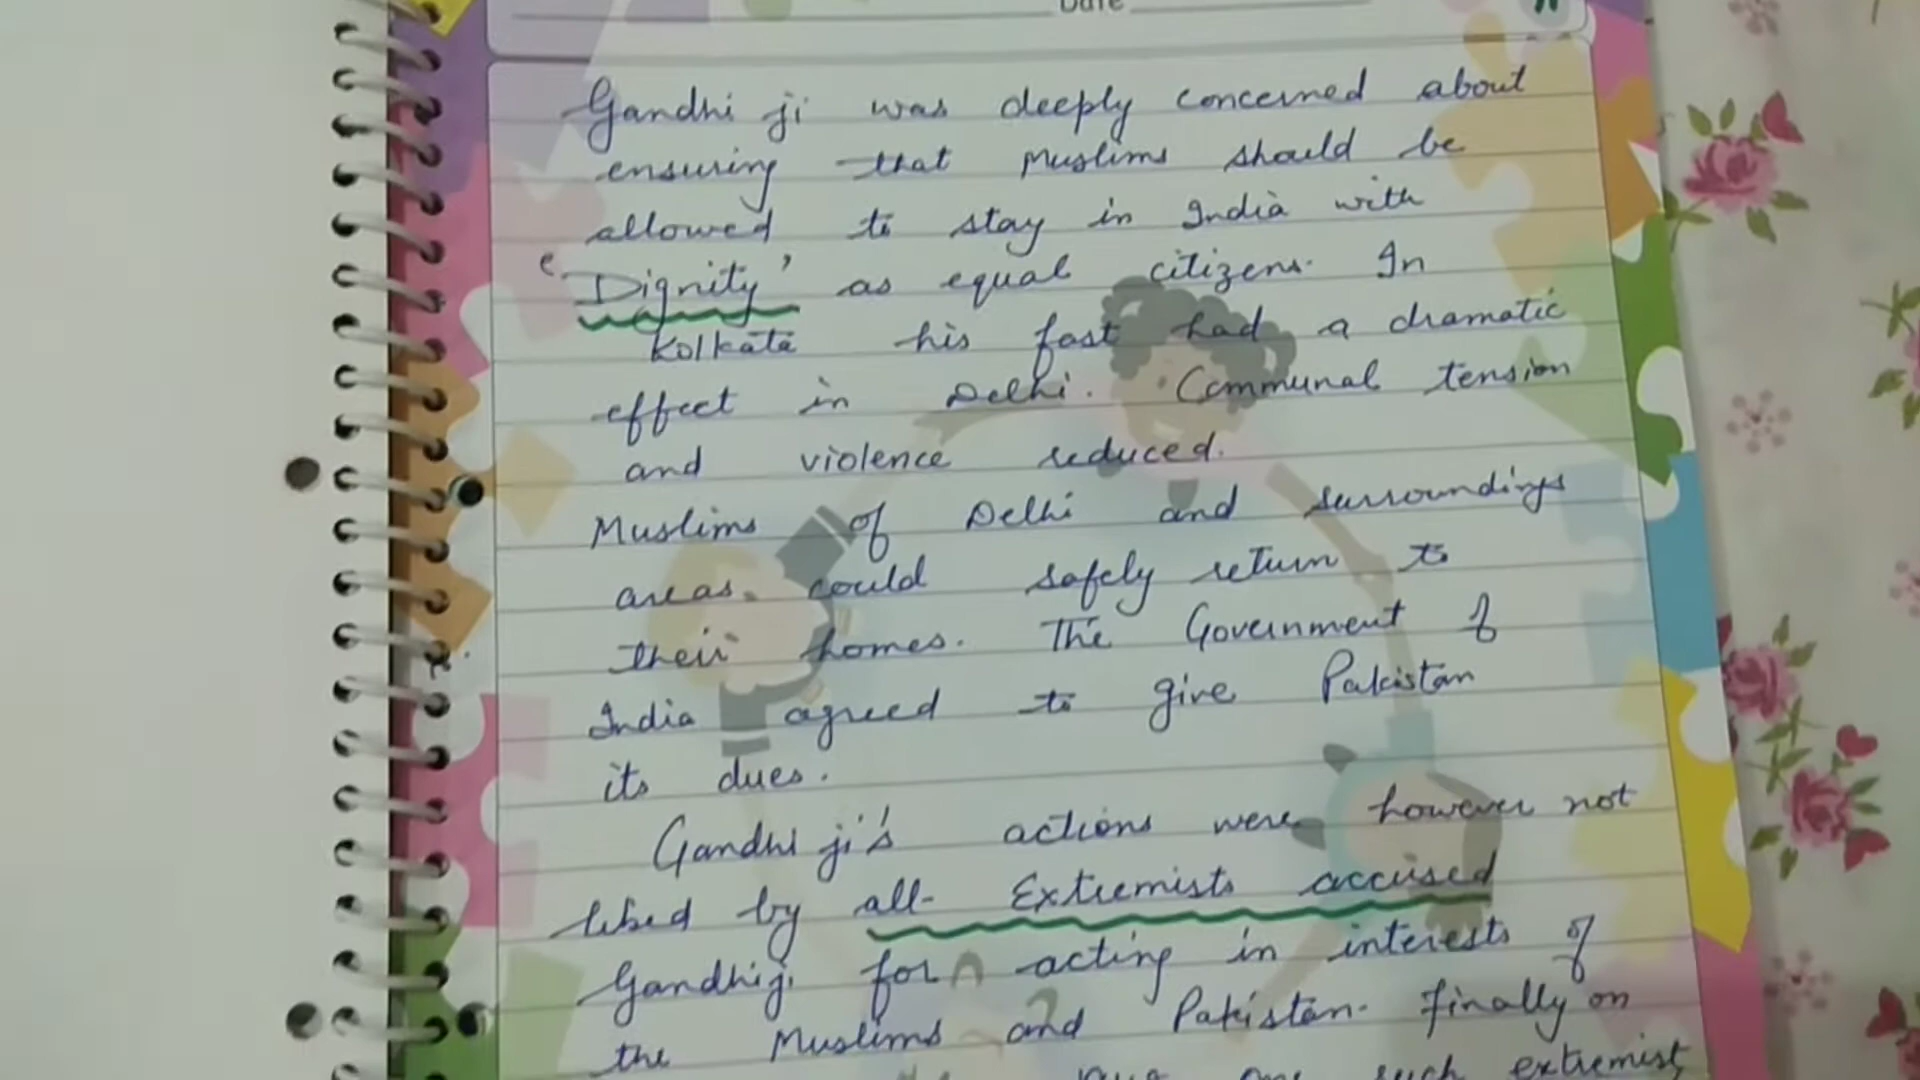 Date
Gandhi ji was deeply concerned about
ensuring that Muslims should be
allowed to stay in India with
'Dignity' as equal citizens. In
Kolkata his fast had a dramatic
effect in Delhi. Communal tension
and violence reduced.
Muslims of Delhi and surroundings
areas. could safely return to
their homes. The Government of
India agreed to give Pakistan
its dues.
Gandhi ji's actions were however not
liked by all- Extremists accused
Gandhiji for acting in interests of
the Muslims and Pakistan. finally on
one such extremist,